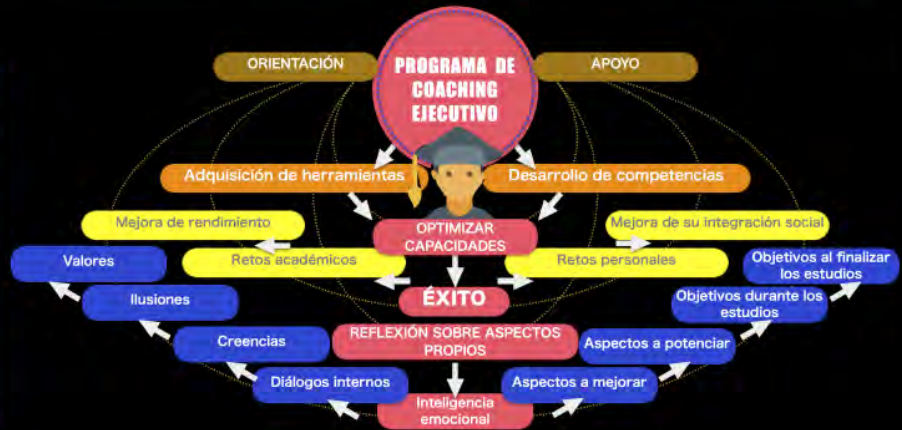 ORIENTACIÓN
PROGRAMA DE
COACHING
EJECUTIVO
APOYO
Adquisición de herramientas
Desarrollo de competencias
Mejora de rendimiento
OPTIMIZAR
CAPACIDADES
Mejora de su integración social
Valores
Retos académicos
Retos personales
Objetivos al finalizar
los estudios
Ilusiones
ÉXITO
Objetivos durante los
estudios
Creencias
REFLEXIÓN SOBRE ASPECTOS
PROPIOS
Aspectos a potenciar
Diálogos internos
Aspectos a mejorar
Inteligencia
emocional